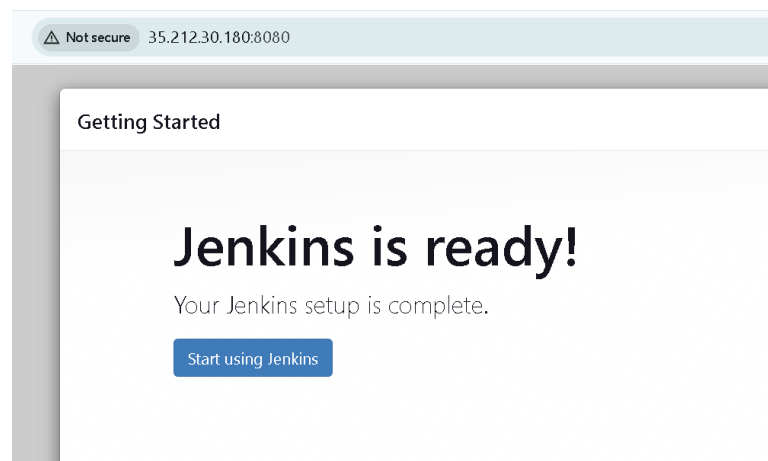 Not secure 35.212.30.180:8080
Getting Started
Jenkins is ready!
Your Jenkins setup is complete.
Start using Jenkins